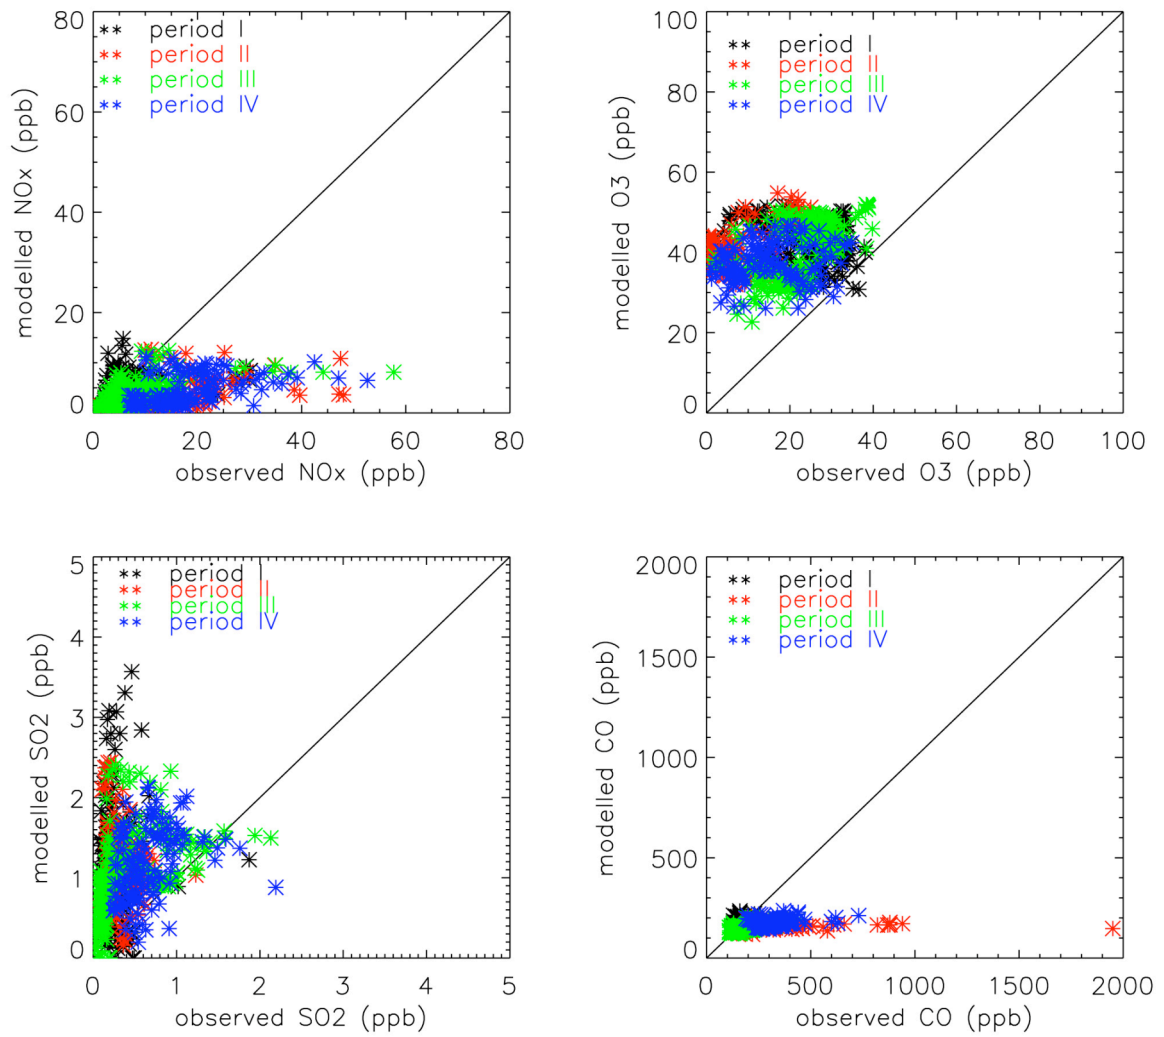 80
60
40
20
0
modelled NOx (ppb)
** period I
** period II
** period III
** period IV
0 20 40 60 80
observed NOx (ppb)
100
80
60
40
20
0
modelled O3 (ppb)
** period I
** period II
** period III
** period IV
0 20 40 60 80 100
observed O3 (ppb)
5
4
3
2
1
0
modelled SO2 (ppb)
** period I
** period II
** period III
** period IV
0 1 2 3 4 5
observed SO2 (ppb)
2000
1500
1000
500
0
modelled CO (ppb)
** period I
** period II
** period III
** period IV
0 500 1000 1500 2000
observed CO (ppb)